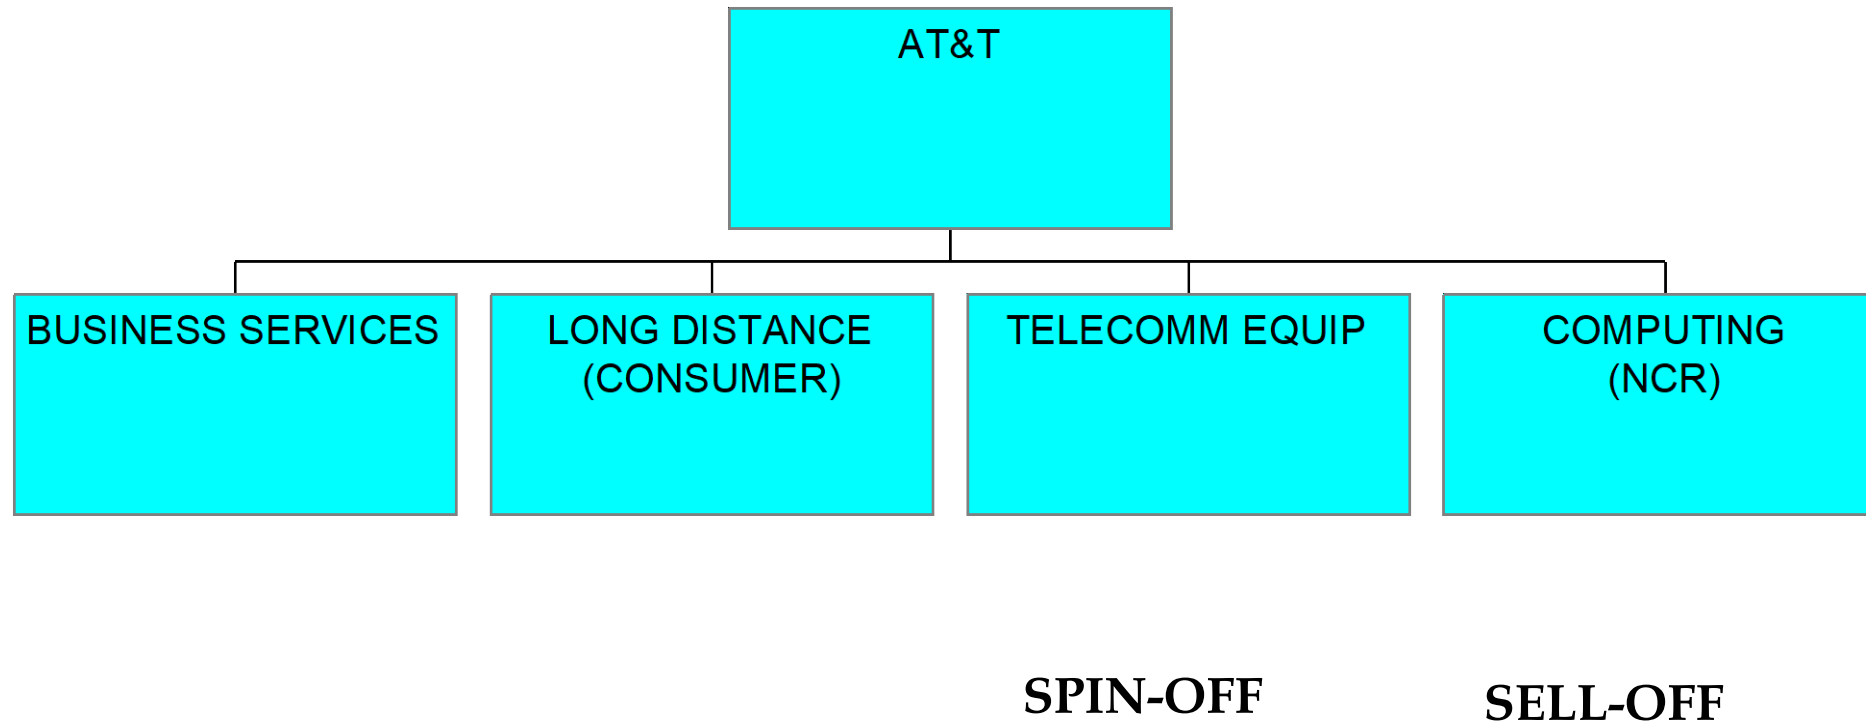 AT&T
BUSINESS SERVICES
LONG DISTANCE
(CONSUMER)
TELECOMM EQUIP
COMPUTING
(NCR)
SPIN-OFF
SELL-OFF